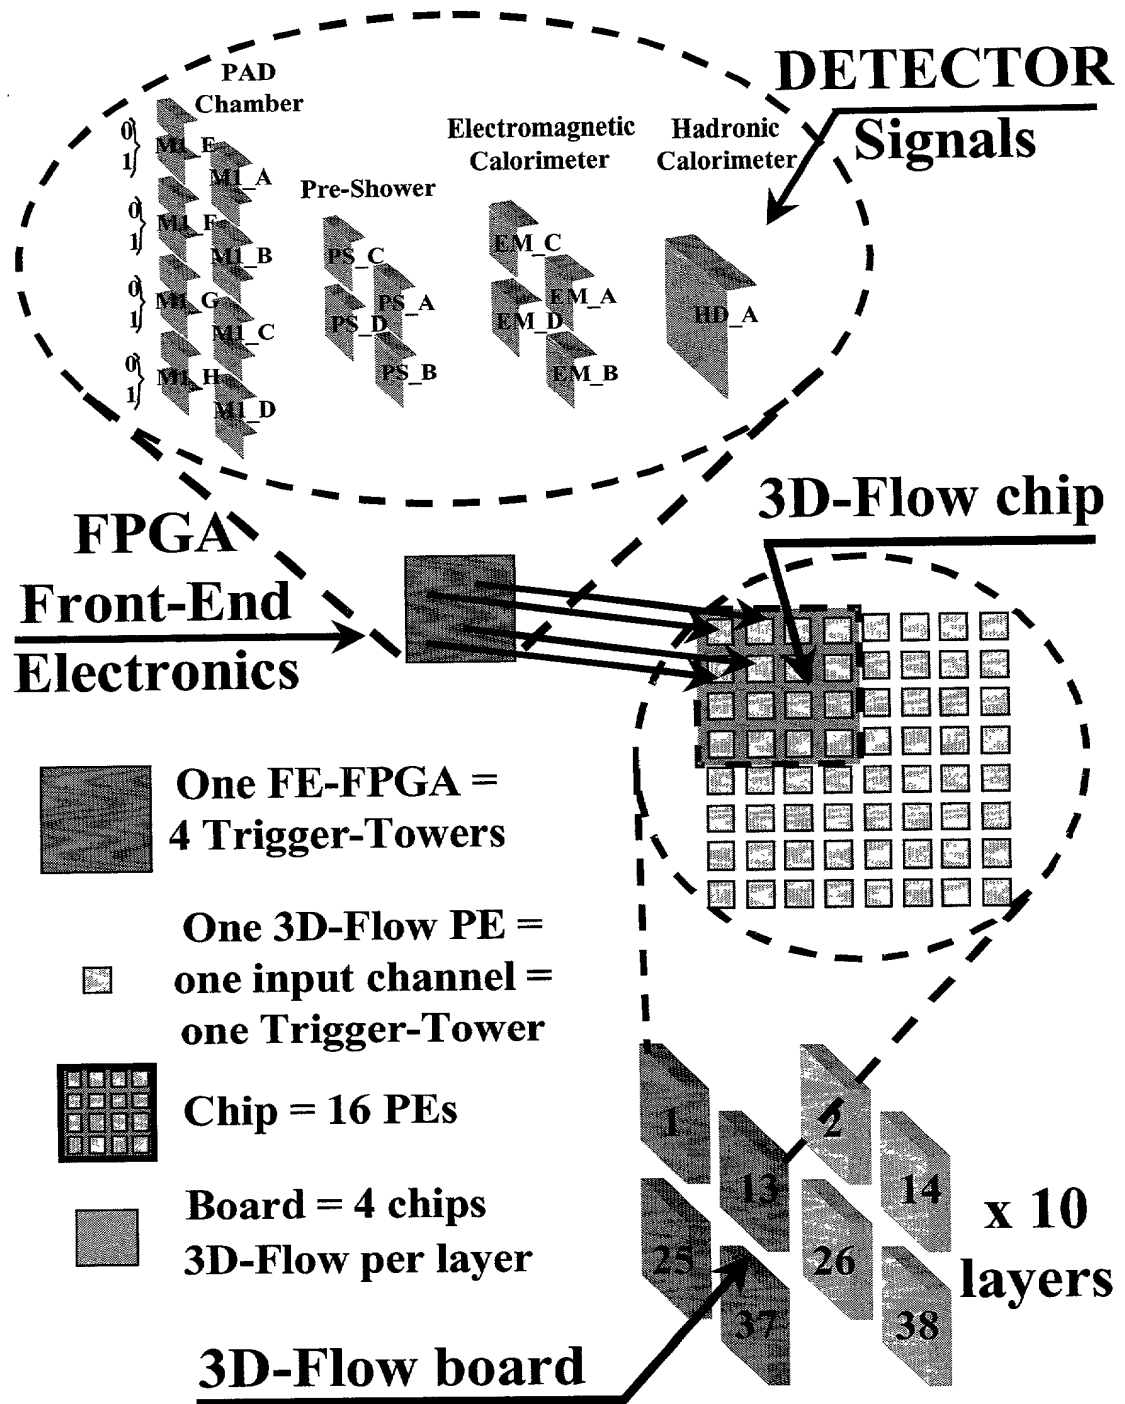 PAD
Chamber
DETECTOR
Signals
Electromagnetic
Calorimeter
Hadronic
Calorimeter
Pre-Shower
0
1
M1_E
M1_A
0
1
M1_F
M1_B
0
1
M1_G
M1_C
0
1
M1_H
M1_D
PS_C
PS_A
PS_D
PS_B
EM_C
EM_A
EM_D
EM_B
HD_A
3D-Flow chip
FPGA
Front-End
Electronics
One FE-FPGA =
4 Trigger-Towers
One 3D-Flow PE =
one input channel =
one Trigger-Tower
Chip = 16 PEs
Board = 4 chips
3D-Flow per layer
1
2
13
14
25
26
37
38
x 10
layers
3D-Flow board